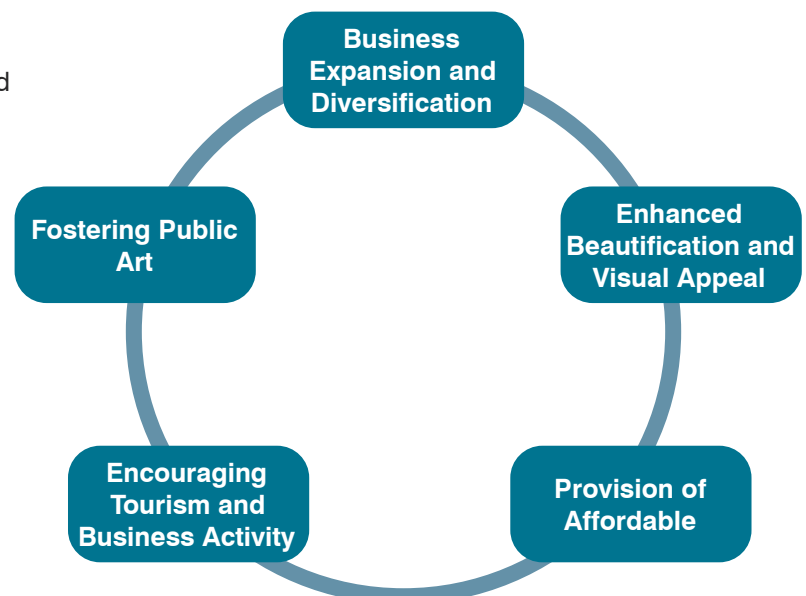 Business
Expansion and
Diversification
d
Fostering Public
Art
Enhanced
Beautification and
Visual Appeal
Encouraging
Tourism and
Business Activity
Provision of
Affordable